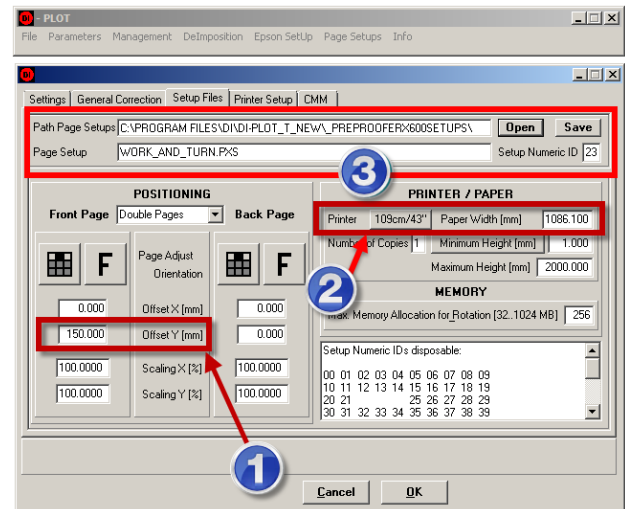 DI - PLOT
File Parameters Management DeImposition Epson SetUp Page Setups Info
DI
Settings General Correction Setup Files Printer Setup CMM
Path Page Setups C:\PROGRAM FILES\DI\DI-PLOT_T_NEW\_PREPROOFERX600SETUPS\ Open Save
Page Setup WORK_AND_TURN.PXS Setup Numeric ID 23
3
POSITIONING
Front Page Double Pages Back Page
F Page Adjust Orientation F
0.000 Offset X [mm] 0.000
150.000 Offset Y [mm] 0.000
100.0000 Scaling X [%] 100.0000
100.0000 Scaling Y [%] 100.0000
1
PRINTER / PAPER
Printer 109cm/43" Paper Width [mm] 1086.100
Number of Copies 1 Minimum Height [mm] 1.000
Maximum Height [mm] 2000.000
2
MEMORY
Max. Memory Allocation for Rotation [32..1024 MB] 256
Setup Numeric IDs disposable:
00 01 02 03 04 05 06 07 08 09
10 11 12 13 14 15 16 17 18 19
20 21 25 26 27 28 29
30 31 32 33 34 35 36 37 38 39
Cancel OK